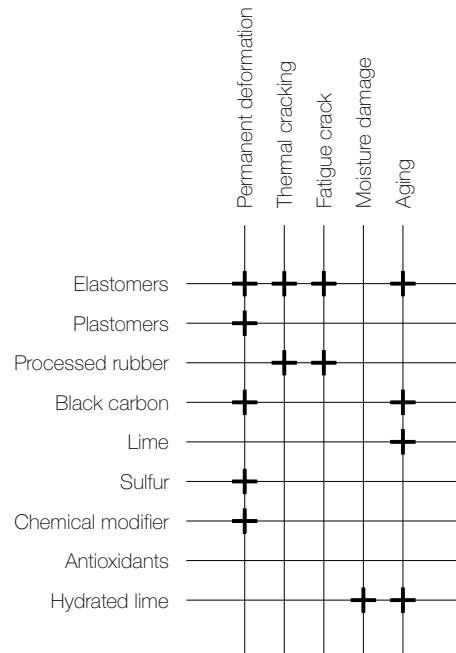 Permanent deformation
Thermal cracking
Fatigue crack
Moisture damage
Aging
Elastomers
Plastomers
Processed rubber
Black carbon
Lime
Sulfur
Chemical modifier
Antioxidants
Hydrated lime